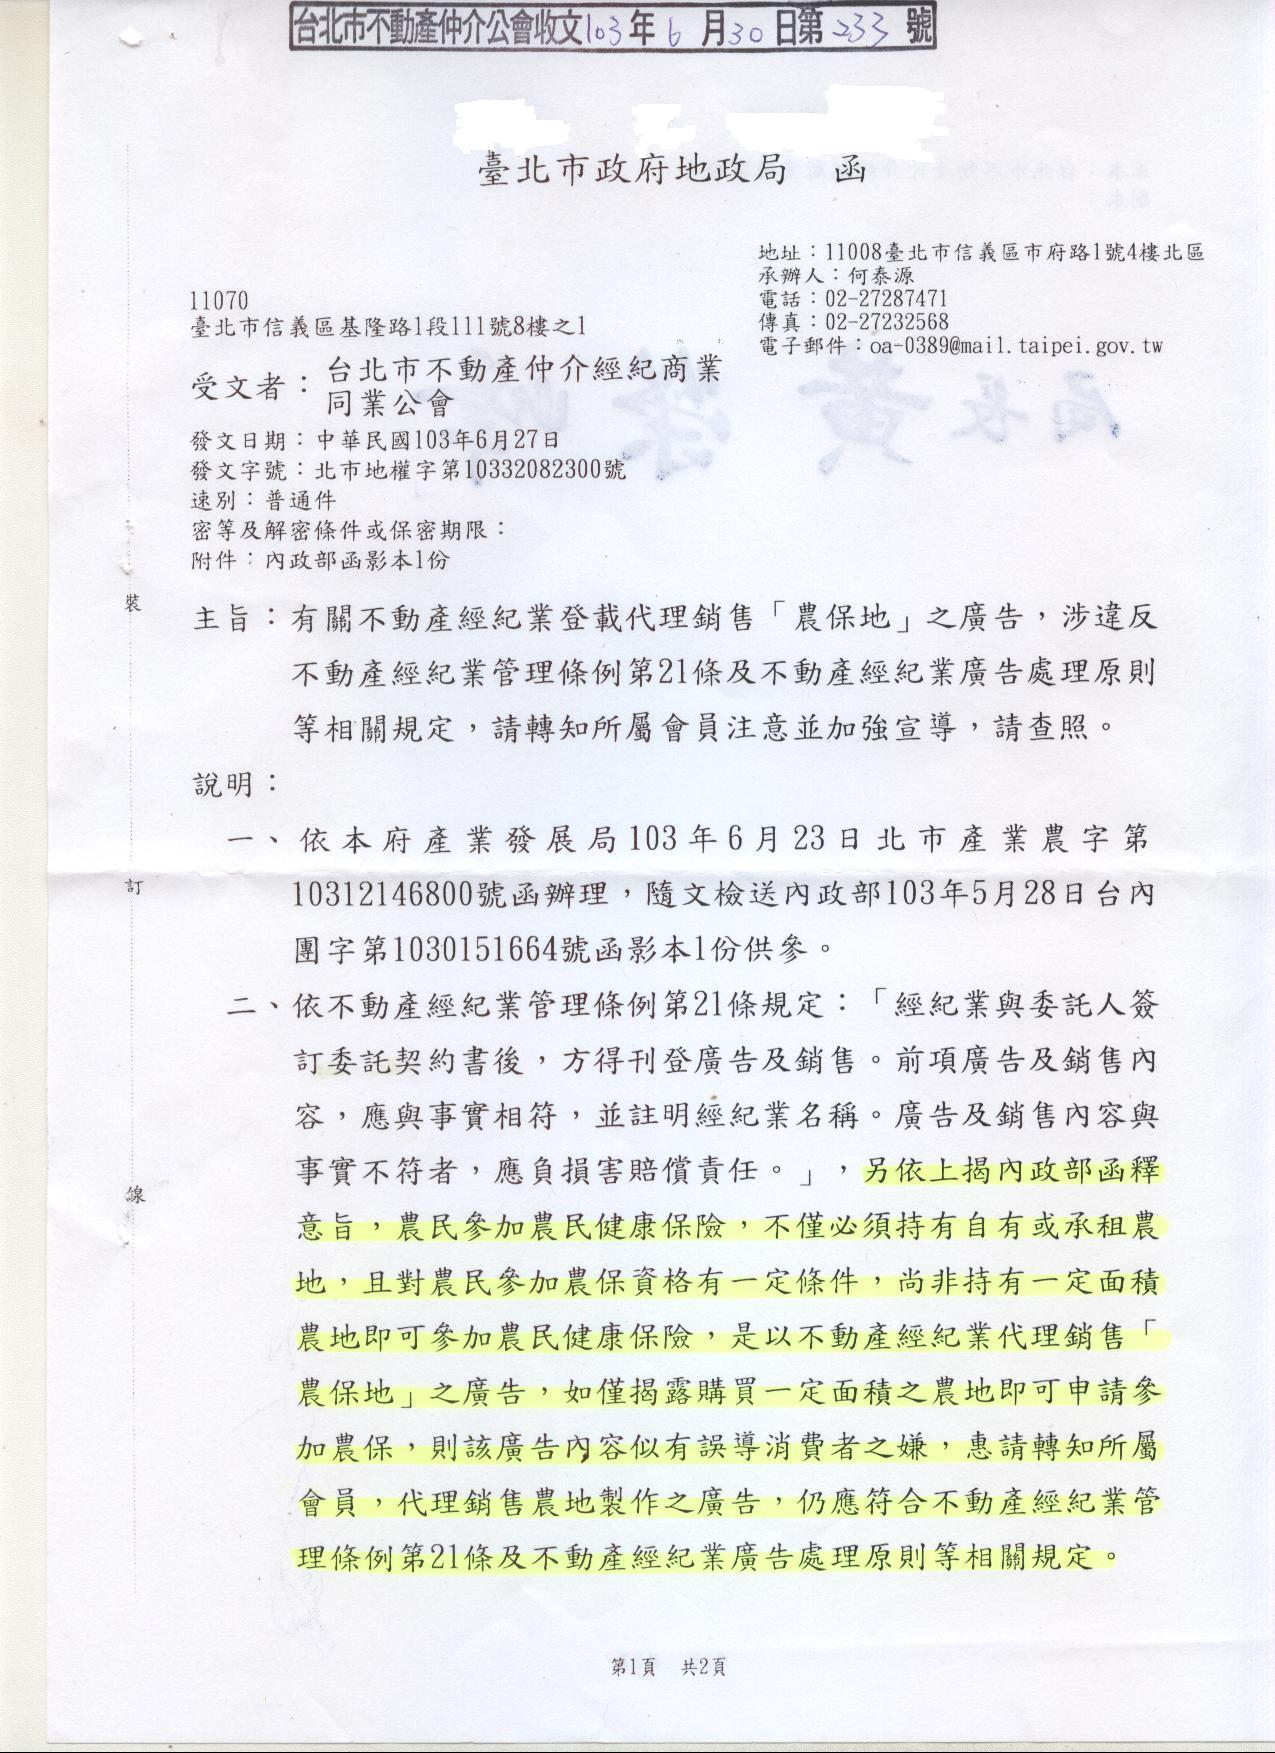 台北市不動產仲介公會收文103年6月30日第233號
臺北市政府地政局 函
地址：11008臺北市信義區市府路1號4樓北區
承辦人：何泰源
電話：02-27287471
傳真：02-27232568
電子郵件：oa-0389@mail.taipei.gov.tw
11070
臺北市信義區基隆路1段111號8樓之1
受文者：台北市不動產仲介經紀商業
同業公會
發文日期：中華民國103年6月27日
發文字號：北市地權字第10332082300號
速別：普通件
密等及解密條件或保密期限：
附件：內政部函影本1份
主旨：有關不動產經紀業登載代理銷售「農保地」之廣告，涉違反
不動產經紀業管理條例第21條及不動產經紀業廣告處理原則
等相關規定，請轉知所屬會員注意並加強宣導，請查照。
說明：
一、依本府產業發展局103年6月23日北市產業農字第
10312146800號函辦理，隨文檢送內政部103年5月28日台內
團字第1030151664號函影本1份供參。
二、依不動產經紀業管理條例第21條規定：「經紀業與委託人簽
訂委託契約書後，方得刊登廣告及銷售。前項廣告及銷售內
容，應與事實相符，並註明經紀業名稱。廣告及銷售內容與
事實不符者，應負損害賠償責任。」，另依上揭內政部函釋
意旨，農民參加農民健康保險，不僅必須持有自有或承租農
地，且對農民參加農保資格有一定條件，尚非持有一定面積
農地即可參加農民健康保險，是以不動產經紀業代理銷售「
農保地」之廣告，如僅揭露購買一定面積之農地即可申請參
加農保，則該廣告內容似有誤導消費者之嫌，惠請轉知所屬
會員，代理銷售農地製作之廣告，仍應符合不動產經紀業管
理條例第21條及不動產經紀業廣告處理原則等相關規定。
裝
訂
線
第1頁 共2頁